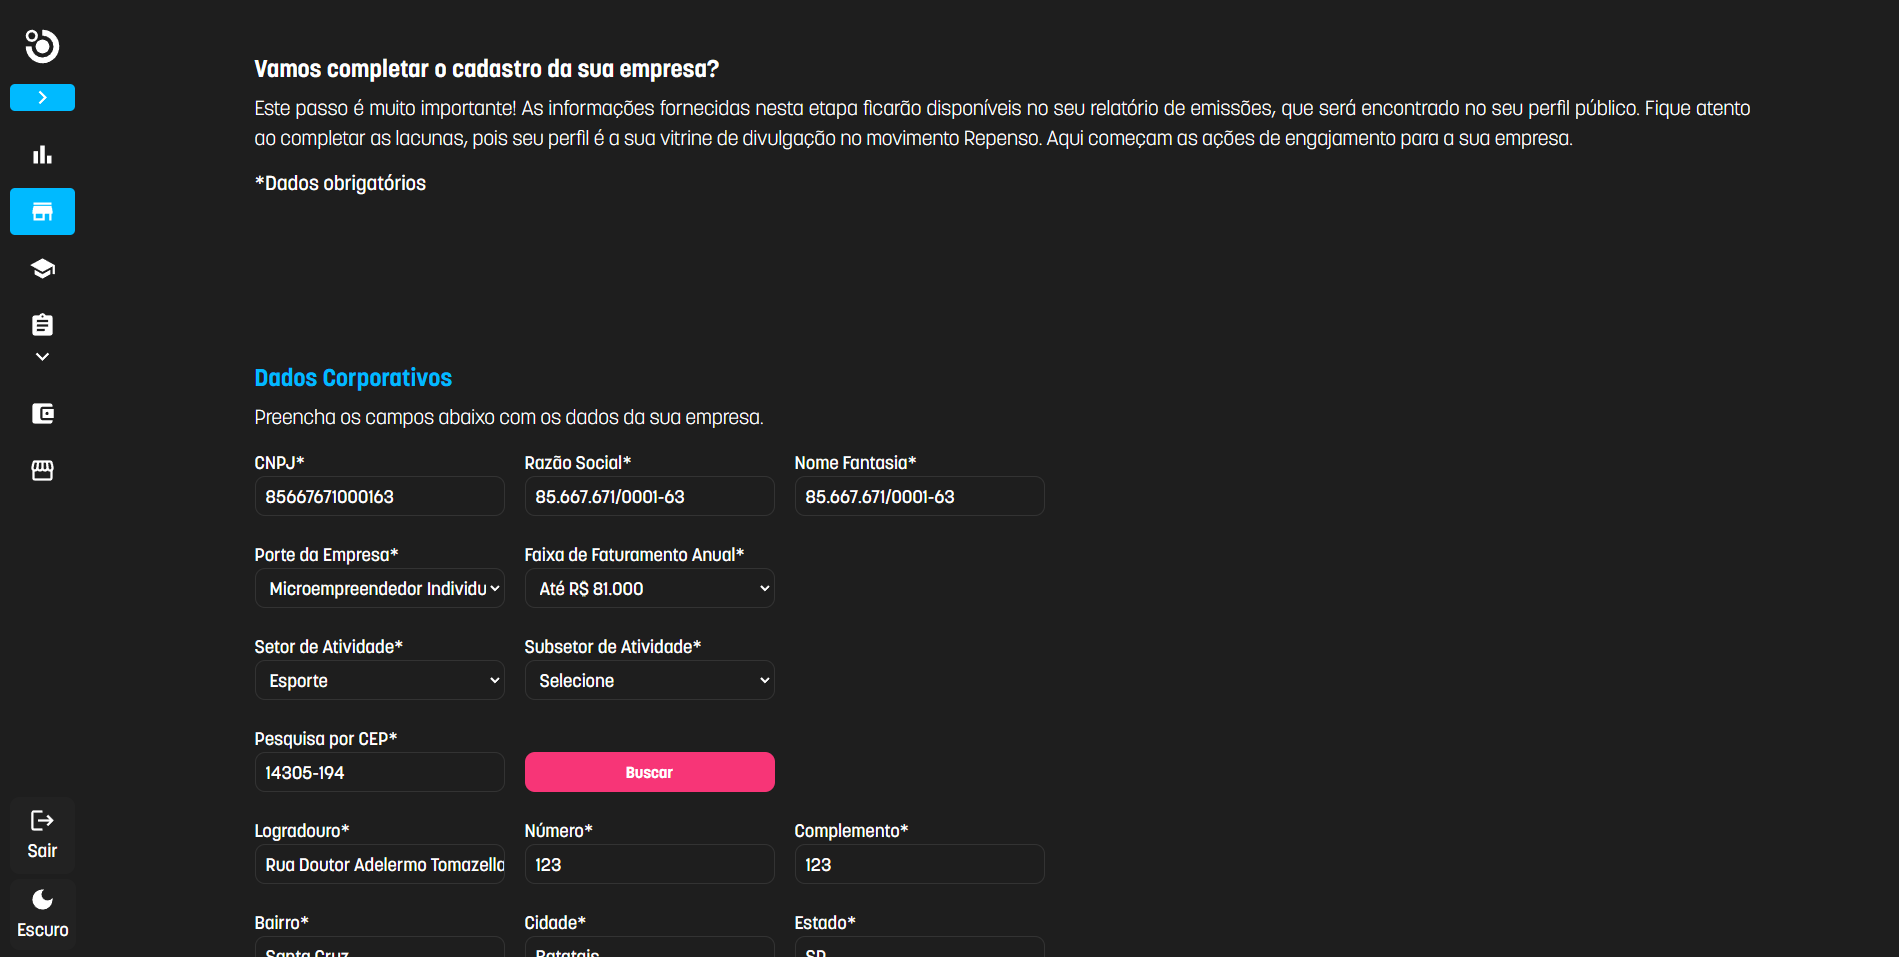 Vamos completar o cadastro da sua empresa?
Este passo é muito importante! As informações fornecidas nesta etapa ficarão disponíveis no seu relatório de emissões, que será encontrado no seu perfil público. Fique atento
ao completar as lacunas, pois seu perfil é a sua vitrine de divulgação no movimento Repenso. Aqui começam as ações de engajamento para a sua empresa.
*Dados obrigatórios
Dados Corporativos
Preencha os campos abaixo com os dados da sua empresa.
CNPJ* Razão Social* Nome Fantasia*
85667671000163 85.667.671/0001-63 85.667.671/0001-63
Porte da Empresa* Faixa de Faturamento Anual*
Microempreendedor Individu Até R$ 81.000
Setor de Atividade* Subsetor de Atividade*
Esporte Selecione
Pesquisa por CEP*
14305-194 Buscar
Logradouro* Número* Complemento*
Rua Doutor Adelermo Tomazella 123 123
Bairro* Cidade* Estado*
Santa Cruz Batatais SP
Sair
Escuro